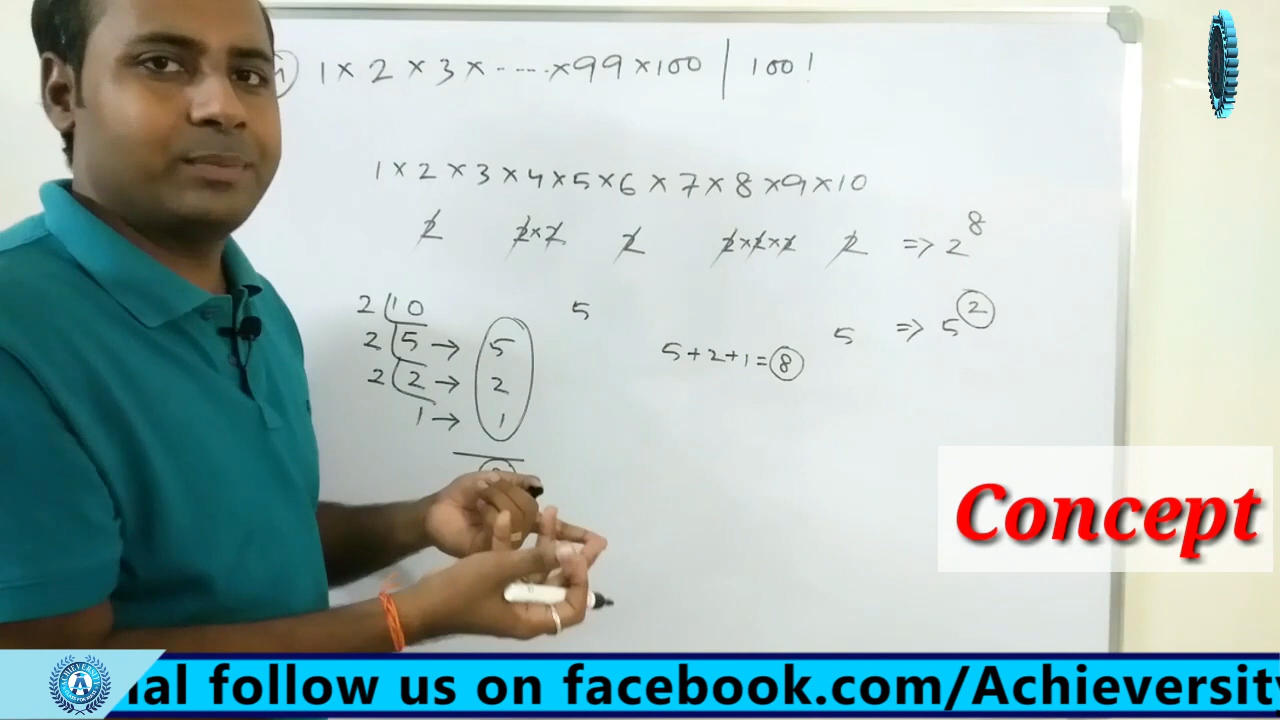 1 × 2 × 3 × ----- × 99 × 100 | 100!
1 × 2 × 3 × 4 × 5 × 6 × 7 × 8 × 9 × 10
2 2×2 2 2×2×2 2 => 2^8
2 10 5
2 5 → 5 5 => 5^2
2 2 → 2 5+2+1=8
1 → 1
Concept
ial follow us on facebook.com/Achieversity